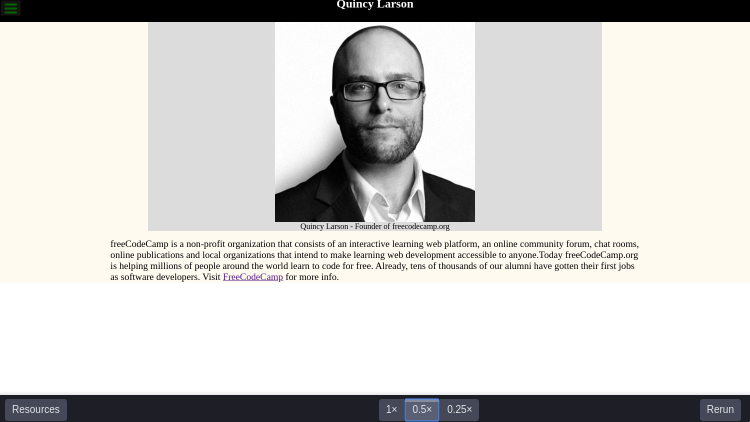 Quincy Larson
Quincy Larson - Founder of freecodecamp.org
freeCodeCamp is a non-profit organization that consists of an interactive learning web platform, an online community forum, chat rooms,
online publications and local organizations that intend to make learning web development accessible to anyone.Today freeCodeCamp.org
is helping millions of people around the world learn to code for free. Already, tens of thousands of our alumni have gotten their first jobs
as software developers. Visit FreeCodeCamp for more info.
Resources 1× 0.5× 0.25× Rerun